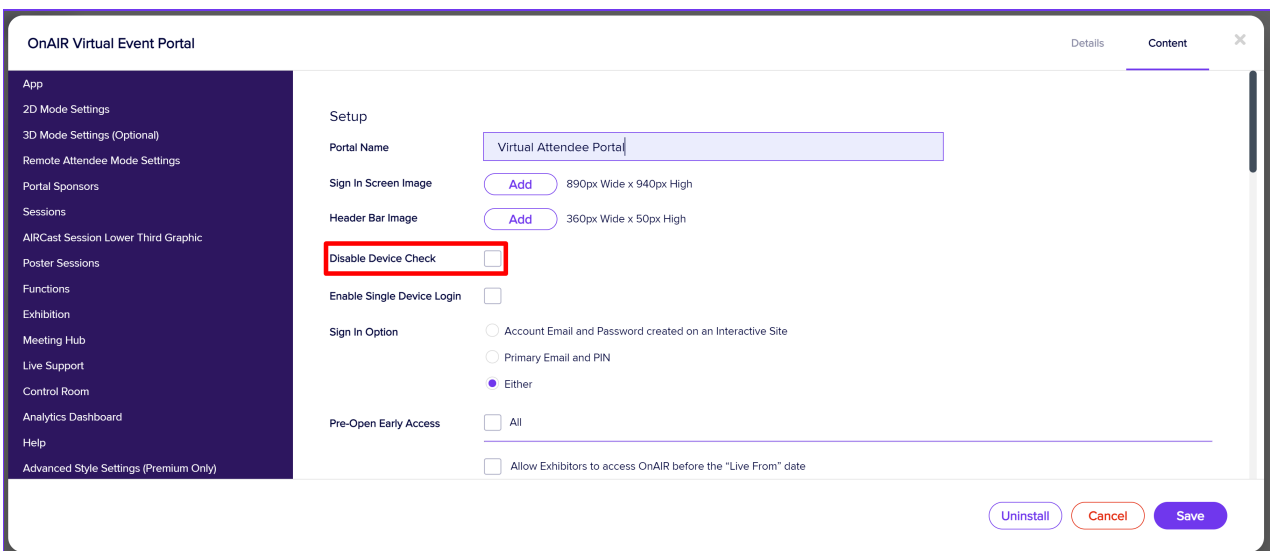 OnAIR Virtual Event Portal
Details
Content
App
2D Mode Settings
3D Mode Settings (Optional)
Remote Attendee Mode Settings
Portal Sponsors
Sessions
AIRCast Session Lower Third Graphic
Poster Sessions
Functions
Exhibition
Meeting Hub
Live Support
Control Room
Analytics Dashboard
Help
Advanced Style Settings (Premium Only)
Setup
Portal Name Virtual Attendee Portal
Sign In Screen Image Add 890px Wide x 940px High
Header Bar Image Add 360px Wide x 50px High
Disable Device Check
Enable Single Device Login
Sign In Option Account Email and Password created on an Interactive Site
Primary Email and PIN
Either
Pre-Open Early Access All
Allow Exhibitors to access OnAIR before the “Live From” date
Uninstall Cancel Save